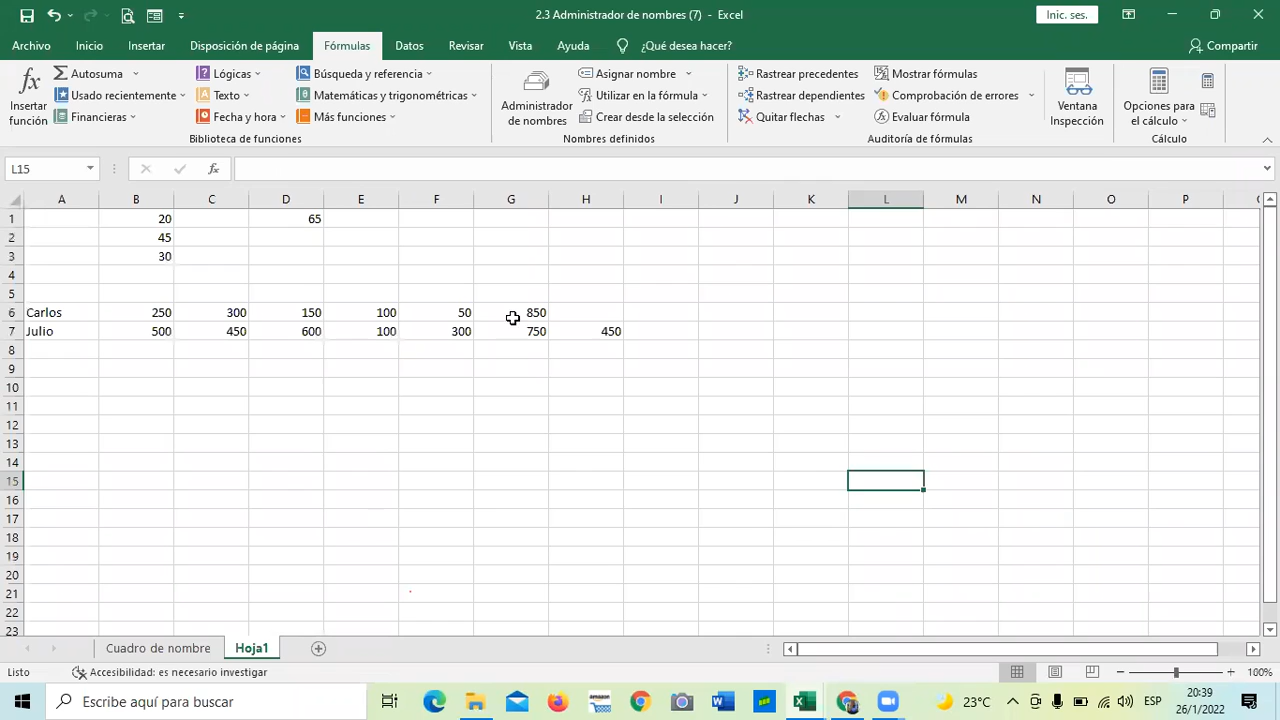 2.3 Administrador de nombres (7) - Excel
Inic. ses.
Archivo Inicio Insertar Disposición de página Fórmulas Datos Revisar Vista Ayuda ¿Qué desea hacer? Compartir
Insertar función
Autosuma
Usado recientemente
Financieras
Lógicas
Texto
Fecha y hora
Búsqueda y referencia
Matemáticas y trigonométricas
Más funciones
Biblioteca de funciones
Administrador de nombres
Asignar nombre
Utilizar en la fórmula
Crear desde la selección
Nombres definidos
Rastrear precedentes
Rastrear dependientes
Quitar flechas
Mostrar fórmulas
Comprobación de errores
Evaluar fórmula
Auditoría de fórmulas
Ventana Inspección
Opciones para el cálculo
Cálculo
L15 fx
A B C D E F G H I J K L M N O P
1 20 65
2 45
3 30
4
5
6 Carlos 250 300 150 100 50 850
7 Julio 500 450 600 100 300 750 450
8
9
10
11
12
13
14
15
16
17
18
19
20
21
22
23
Cuadro de nombre Hoja1
Listo Accesibilidad: es necesario investigar 100%
Escribe aquí para buscar
23°C ESP
20:39
26/1/2022